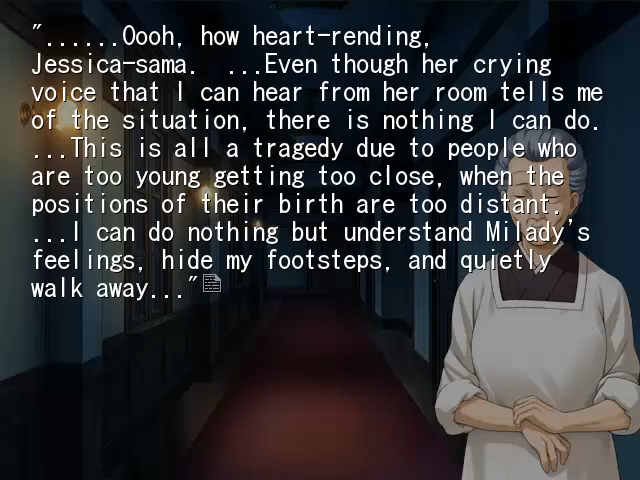 "......Oooh, how heart-rending,
Jessica-sama.  ...Even though her crying
voice that I can hear from her room tells me
of the situation, there is nothing I can do.
...This is all a tragedy due to people who
are too young getting too close, when the
positions of their birth are too distant.
...I can do nothing but understand Milady's
feelings, hide my footsteps, and quietly
walk away..."